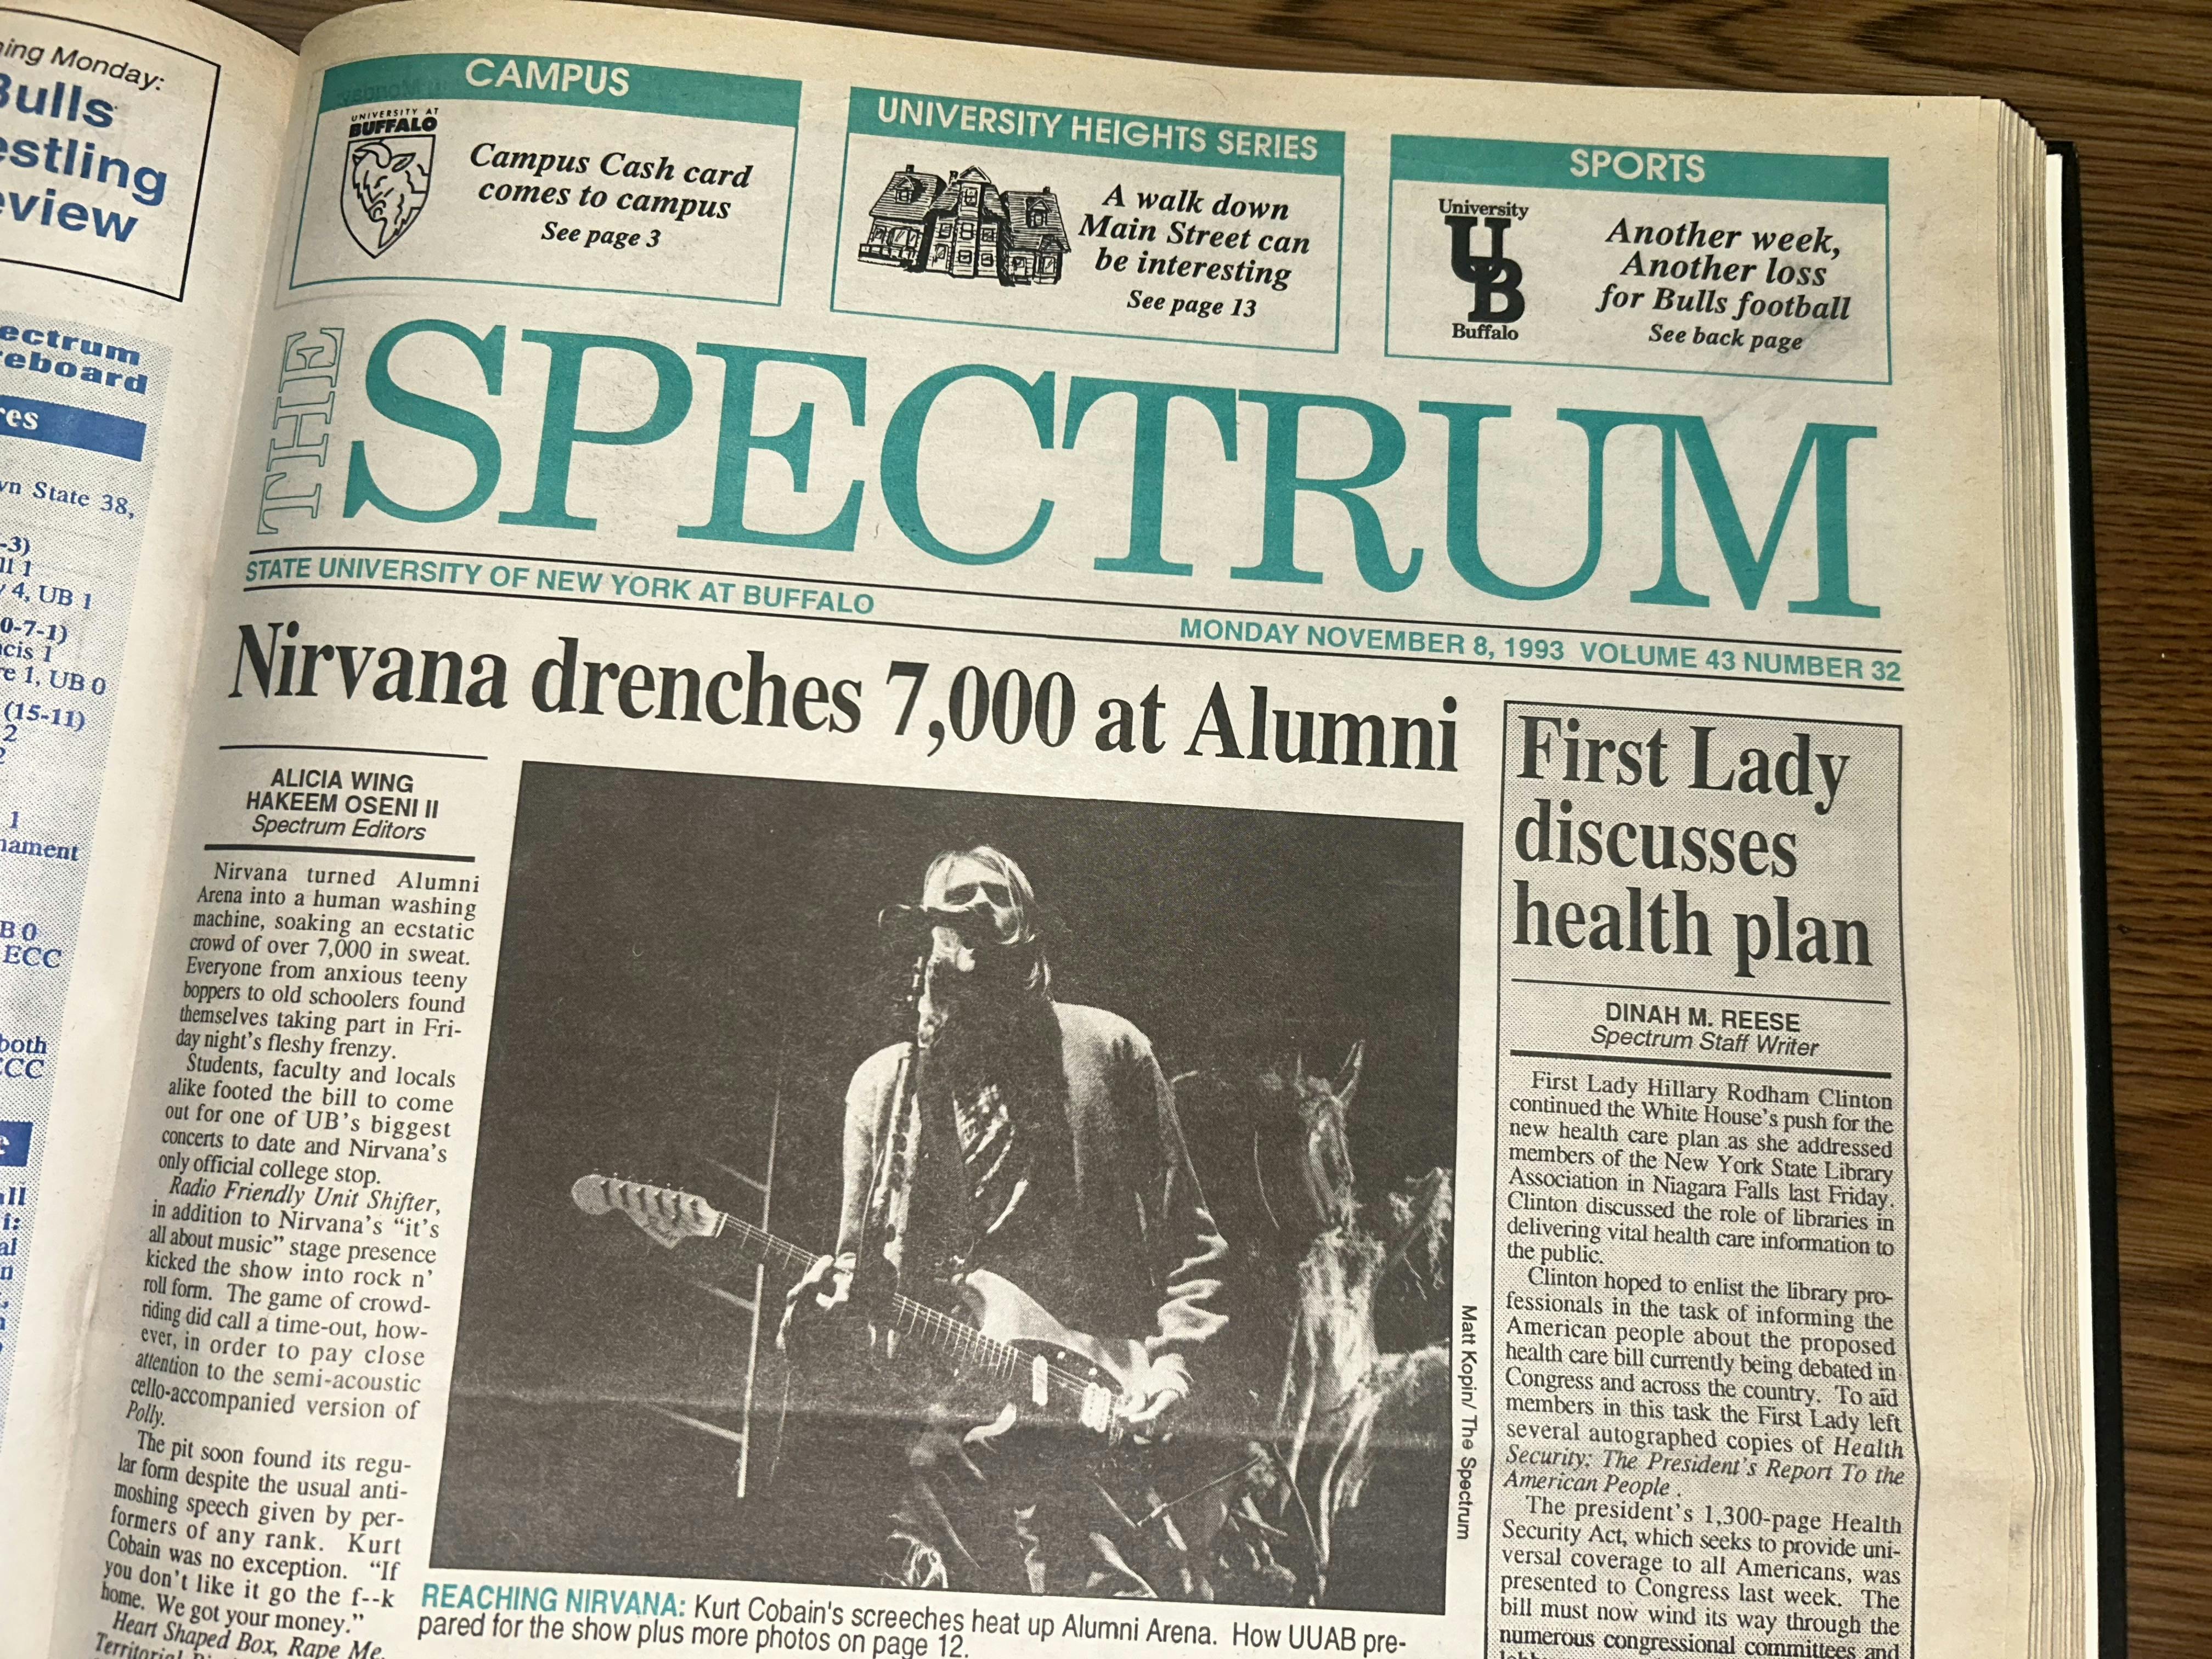 ning Monday:
Bulls
estling
eview
ectrum
reboard
res
vn State 38,
-3)
ll 1
4, UB 1
0-7-1)
ncis 1
re 1, UB 0
(15-11)
2
2
1
nament
B 0
ECC
both
CCC
CAMPUS
UNIVERSITY AT
BUFFALO
Campus Cash card
comes to campus
See page 3
UNIVERSITY HEIGHTS SERIES
A walk down
Main Street can
be interesting
See page 13
SPORTS
University
UB
Buffalo
Another week,
Another loss
for Bulls football
See back page
THE SPECTRUM
STATE UNIVERSITY OF NEW YORK AT BUFFALO
MONDAY NOVEMBER 8, 1993 VOLUME 43 NUMBER 32
Nirvana drenches 7,000 at Alumni
ALICIA WING
HAKEEM OSENI II
Spectrum Editors
Nirvana turned Alumni
Arena into a human washing
machine, soaking an ecstatic
crowd of over 7,000 in sweat.
Everyone from anxious teeny
boppers to old schoolers found
themselves taking part in Fri-
day night's fleshy frenzy.
Students, faculty and locals
alike footed the bill to come
out for one of UB's biggest
concerts to date and Nirvana's
only official college stop.
Radio Friendly Unit Shifter,
in addition to Nirvana's "it's
all about music" stage presence
kicked the show into rock n'
roll form. The game of crowd-
riding did call a time-out, how-
ever, in order to pay close
attention to the semi-acoustic
cello-accompanied version of
Polly.
The pit soon found its regu-
lar form despite the usual anti-
moshing speech given by per-
formers of any rank. Kurt
Cobain was no exception. "If
you don't like it go the f--k
home. We got your money."
Heart Shaped Box, Rape Me,
Matt Kopin/ The Spectrum
REACHING NIRVANA: Kurt Cobain's screeches heat up Alumni Arena. How UUAB pre-
pared for the show plus more photos on page 12.
First Lady
discusses
health plan
DINAH M. REESE
Spectrum Staff Writer
First Lady Hillary Rodham Clinton
continued the White House's push for the
new health care plan as she addressed
members of the New York State Library
Association in Niagara Falls last Friday.
Clinton discussed the role of libraries in
delivering vital health care information to
the public.
Clinton hoped to enlist the library pro-
fessionals in the task of informing the
American people about the proposed
health care bill currently being debated in
Congress and across the country. To aid
members in this task the First Lady left
several autographed copies of Health
Security: The President's Report To the
American People .
The president's 1,300-page Health
Security Act, which seeks to provide uni-
versal coverage to all Americans, was
presented to Congress last week. The
bill must now wind its way through the
numerous congressional committees and